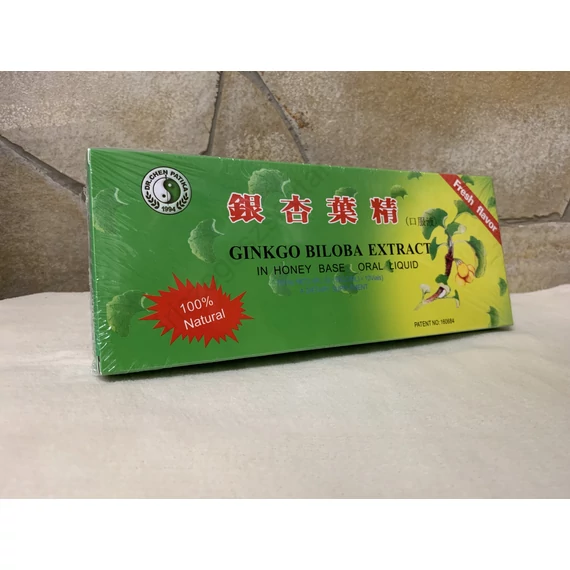 DR.CHEN PATIKA
1994
銀杏葉精 (口服液)
GINKGO BILOBA EXTRACT
IN HONEY BASE ORAL LIQUID
100%
Natural
Fresh flavor
PATENT NO: